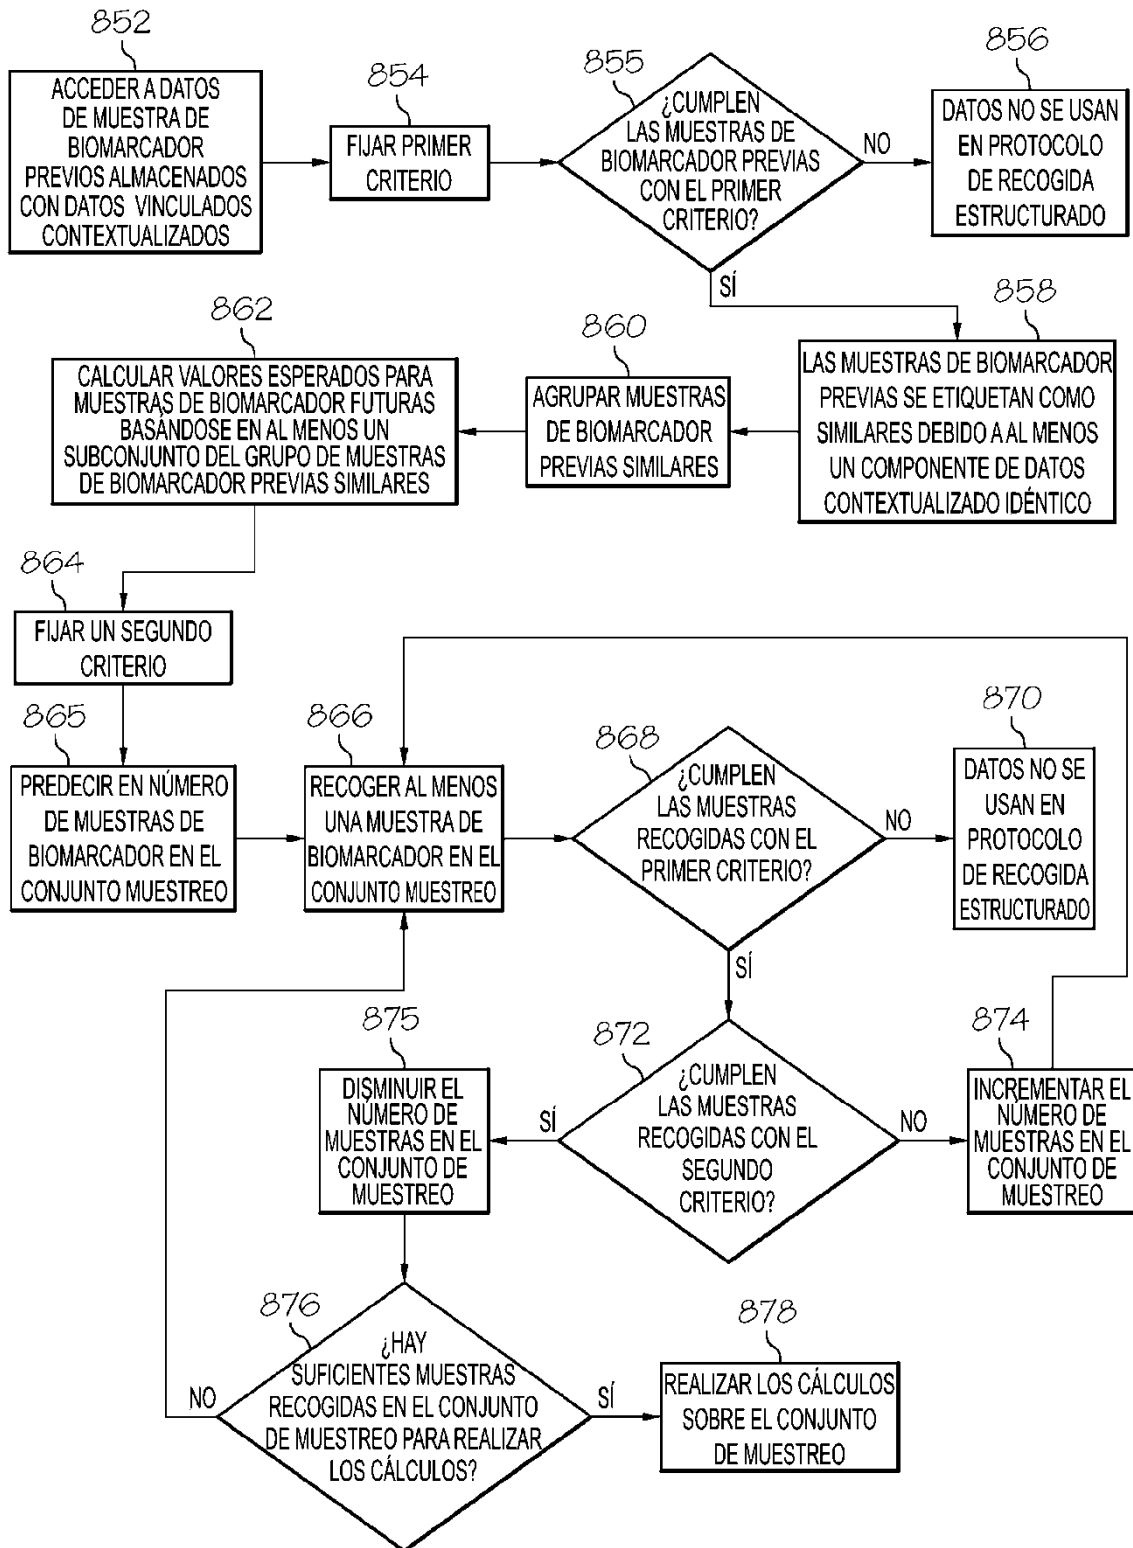 852
ACCEDER A DATOS
DE MUESTRA DE
BIOMARCADOR
PREVIOS ALMACENADOS
CON DATOS VINCULADOS
CONTEXTUALIZADOS
854
FIJAR PRIMER
CRITERIO
855
¿CUMPLEN
LAS MUESTRAS DE
BIOMARCADOR PREVIAS
CON EL PRIMER
CRITERIO?
NO
SÍ
856
DATOS NO SE USAN
EN PROTOCOLO
DE RECOGIDA
ESTRUCTURADO
858
LAS MUESTRAS DE BIOMARCADOR
PREVIAS SE ETIQUETAN COMO
SIMILARES DEBIDO A AL MENOS
UN COMPONENTE DE DATOS
CONTEXTUALIZADO IDÉNTICO
860
AGRUPAR MUESTRAS
DE BIOMARCADOR
PREVIAS SIMILARES
862
CALCULAR VALORES ESPERADOS PARA
MUESTRAS DE BIOMARCADOR FUTURAS
BASÁNDOSE EN AL MENOS UN
SUBCONJUNTO DEL GRUPO DE MUESTRAS
DE BIOMARCADOR PREVIAS SIMILARES
864
FIJAR UN SEGUNDO
CRITERIO
865
PREDECIR EN NÚMERO
DE MUESTRAS DE
BIOMARCADOR EN EL
CONJUNTO MUESTREO
866
RECOGER AL MENOS
UNA MUESTRA DE
BIOMARCADOR EN EL
CONJUNTO MUESTREO
868
¿CUMPLEN
LAS MUESTRAS
RECOGIDAS CON EL
PRIMER CRITERIO?
NO
SÍ
870
DATOS NO SE
USAN EN
PROTOCOLO
DE RECOGIDA
ESTRUCTURADO
872
¿CUMPLEN
LAS MUESTRAS
RECOGIDAS CON EL
SEGUNDO
CRITERIO?
SÍ
NO
874
INCREMENTAR EL
NÚMERO DE
MUESTRAS EN EL
CONJUNTO DE
MUESTREO
875
DISMINUIR EL
NÚMERO DE
MUESTRAS EN EL
CONJUNTO DE
MUESTREO
876
¿HAY
SUFICIENTES MUESTRAS
RECOGIDAS EN EL CONJUNTO
DE MUESTREO PARA REALIZAR
LOS CÁLCULOS?
NO
SÍ
878
REALIZAR LOS CÁLCULOS
SOBRE EL CONJUNTO
DE MUESTREO